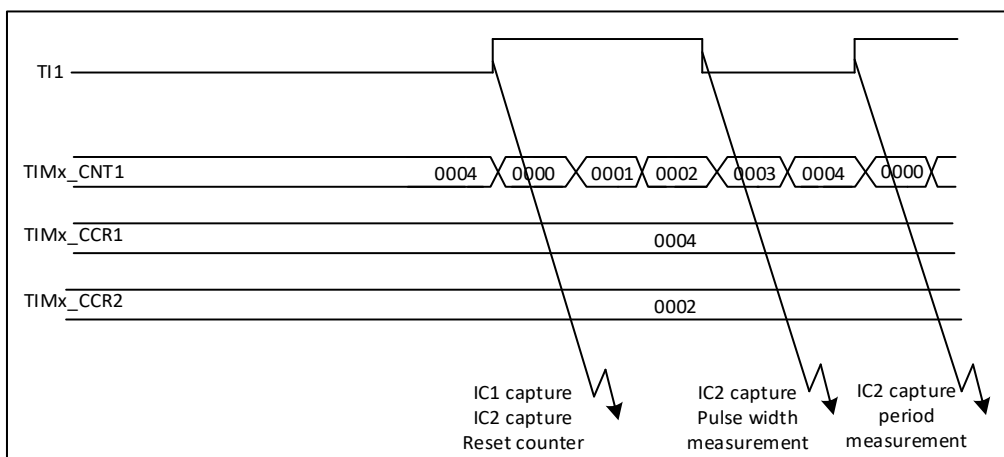 TI1
TIMx_CNT1
0004
0000
0001
0002
0003
0004
0000
TIMx_CCR1
0004
TIMx_CCR2
0002
IC1 capture
IC2 capture
Reset counter
IC2 capture
Pulse width
measurement
IC2 capture
period
measurement